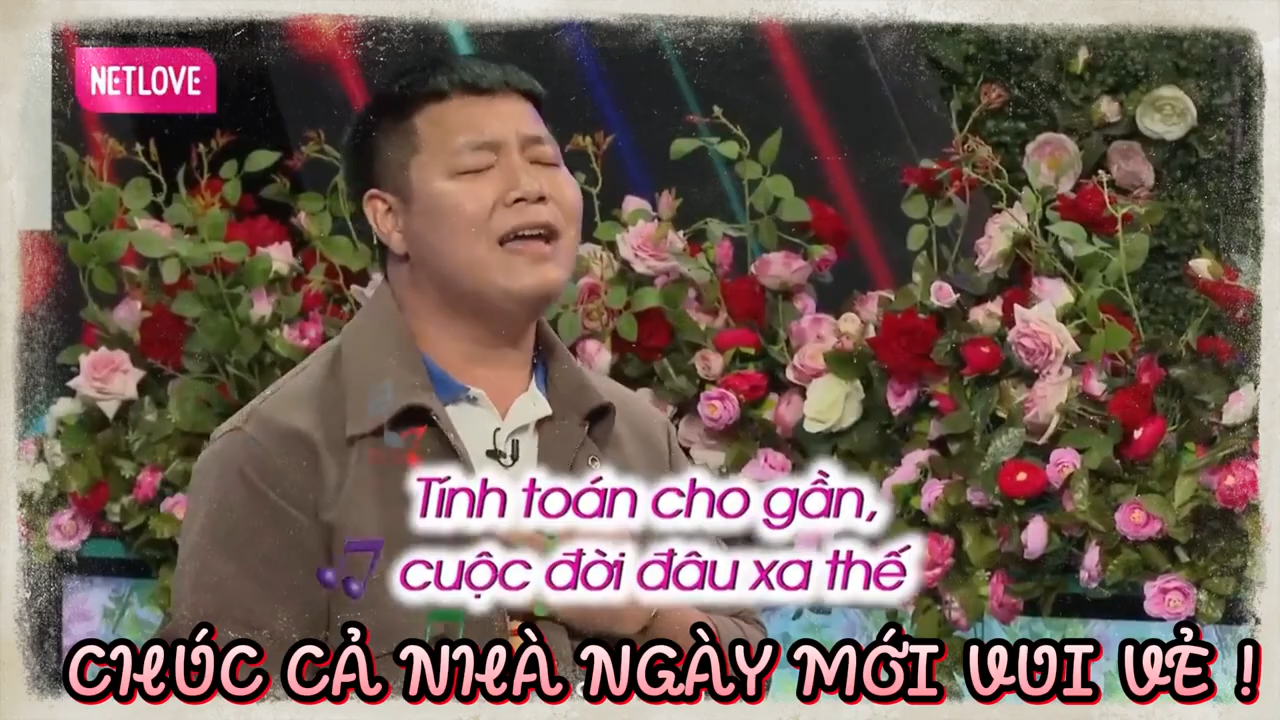 NETLOVE
Tính toán cho gần,
cuộc đời đâu xa thế
CHÚC CẢ NHÀ NGÀY MỚI VUI VẺ !